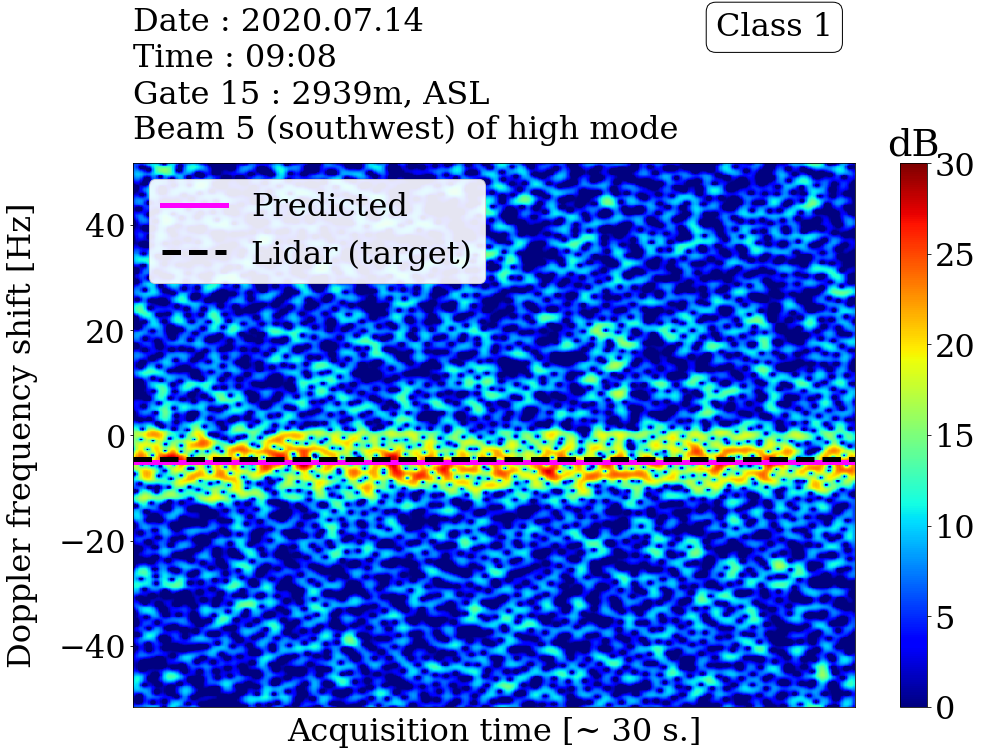 Date : 2020.07.14
Time : 09:08
Gate 15 : 2939m, ASL
Beam 5 (southwest) of high mode
Class 1
dB
30
25
20
15
10
5
0
Predicted
Lidar (target)
Doppler frequency shift [Hz]
40
20
0
−20
−40
Acquisition time [~ 30 s.]